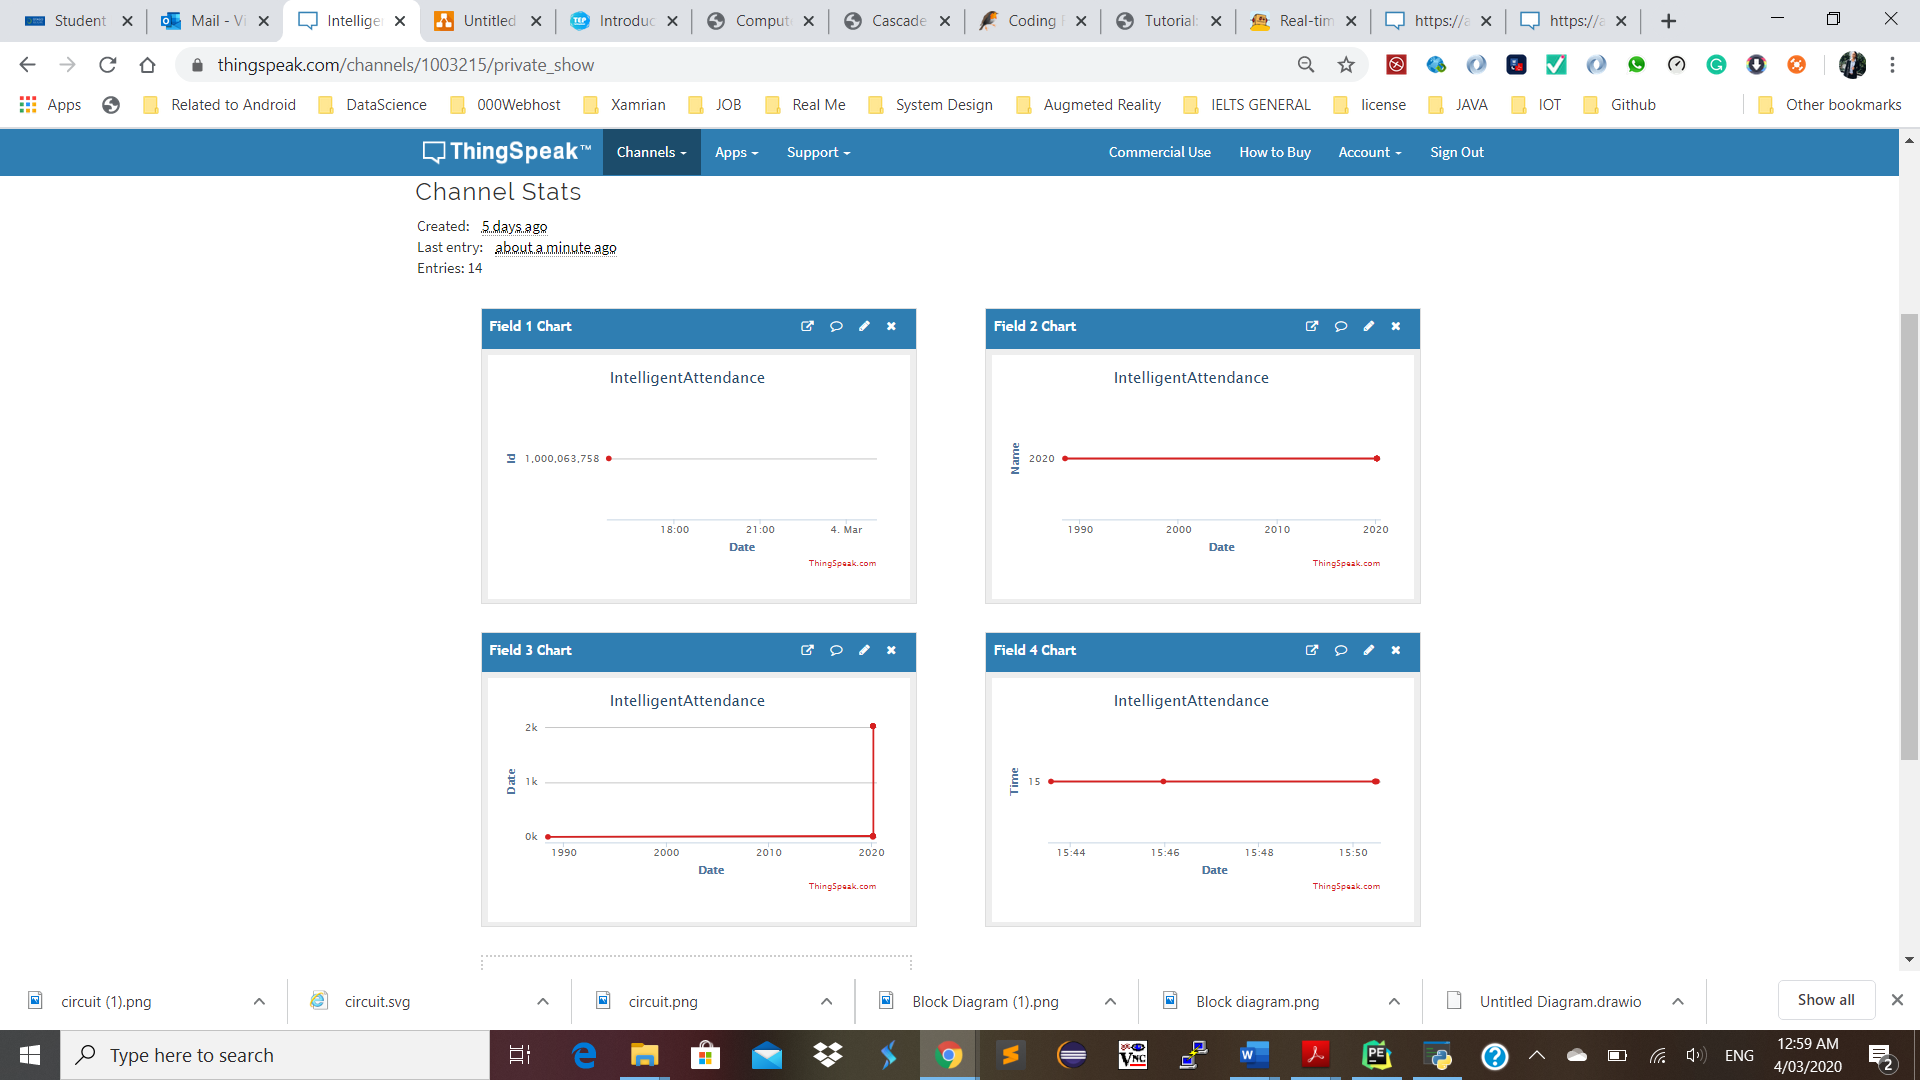 Student
Mail - Vi
Intellige
Untitled
Introduc
Compute
Cascade
Coding
Tutorial:
Real-tim
https://a
https://a
thingspeak.com/channels/1003215/private_show
Apps
Related to Android
DataScience
000Webhost
Xamrian
JOB
Real Me
System Design
Augmeted Reality
IELTS GENERAL
license
JAVA
IOT
Github
Other bookmarks
ThingSpeak™
Channels
Apps
Support
Commercial Use
How to Buy
Account
Sign Out
Channel Stats
Created: 5 days ago
Last entry: about a minute ago
Entries: 14
Field 1 Chart
IntelligentAttendance
Id
1,000,063,758
18:00 21:00 4. Mar
Date
ThingSpeak.com
Field 2 Chart
IntelligentAttendance
Name
2020
1990 2000 2010 2020
Date
ThingSpeak.com
Field 3 Chart
IntelligentAttendance
Date
2k
1k
0k
1990 2000 2010 2020
Date
ThingSpeak.com
Field 4 Chart
IntelligentAttendance
Time
15
15:44 15:46 15:48 15:50
Date
ThingSpeak.com
circuit (1).png
circuit.svg
circuit.png
Block Diagram (1).png
Block diagram.png
Untitled Diagram.drawio
Show all
Type here to search
ENG
12:59 AM
4/03/2020
2